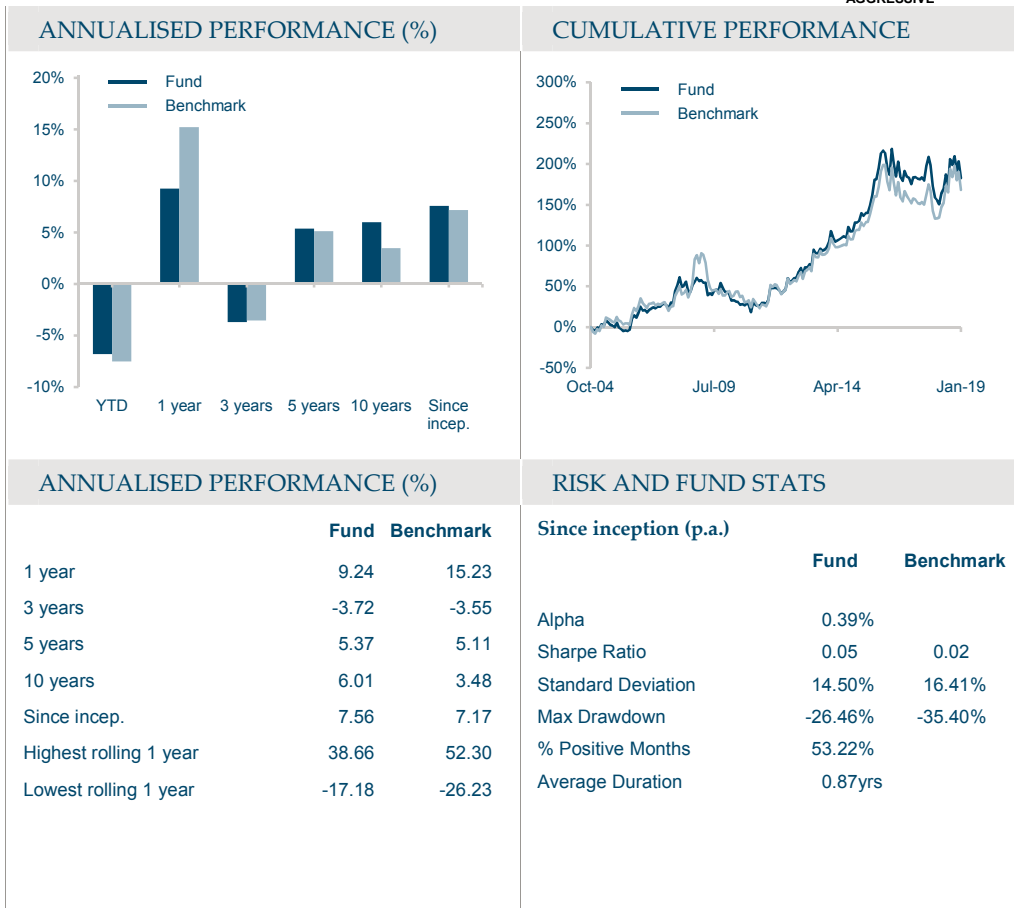 AGGRESSIVE
ANNUALISED PERFORMANCE (%)
20%
15%
10%
5%
0%
-5%
-10%
Fund
Benchmark
YTD 1 year 3 years 5 years 10 years Since
incep.
CUMULATIVE PERFORMANCE
300%
250%
200%
150%
100%
50%
0%
-50%
Fund
Benchmark
Oct-04 Jul-09 Apr-14 Jan-19
ANNUALISED PERFORMANCE (%)
Fund Benchmark
1 year 9.24 15.23
3 years -3.72 -3.55
5 years 5.37 5.11
10 years 6.01 3.48
Since incep. 7.56 7.17
Highest rolling 1 year 38.66 52.30
Lowest rolling 1 year -17.18 -26.23
RISK AND FUND STATS
Since inception (p.a.)
Fund Benchmark
Alpha 0.39%
Sharpe Ratio 0.05 0.02
Standard Deviation 14.50% 16.41%
Max Drawdown -26.46% -35.40%
% Positive Months 53.22%
Average Duration 0.87yrs